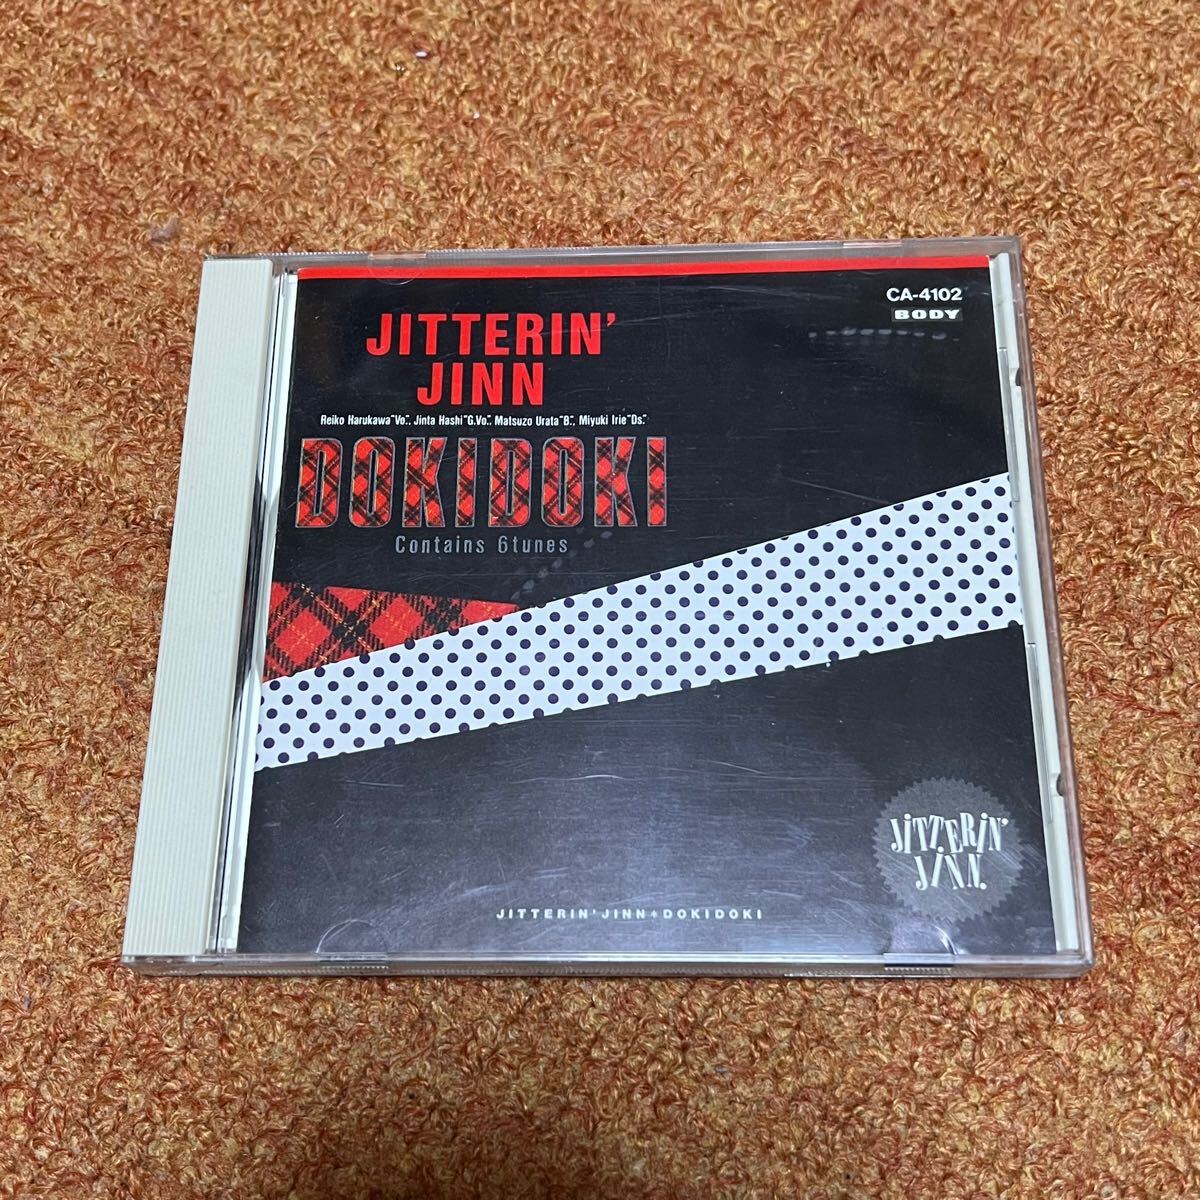 CA-4102
BODY
JITTERIN'
JINN
Reiko Harukawa"Vo.", Jinta Hashi"G.Vo.", Matsuzo Urata"B.", Miyuki Irie"Ds."
DOKIDOKI
Contains 6tunes
JiTTERiN'
JiNN.
JITTERIN' JINN*DOKIDOKI